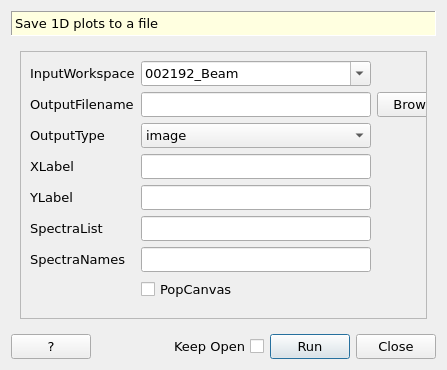 Save 1D plots to a file
InputWorkspace 002192_Beam
OutputFilename Brow
OutputType image
XLabel
YLabel
SpectraList
SpectraNames
PopCanvas
? Keep Open Run Close